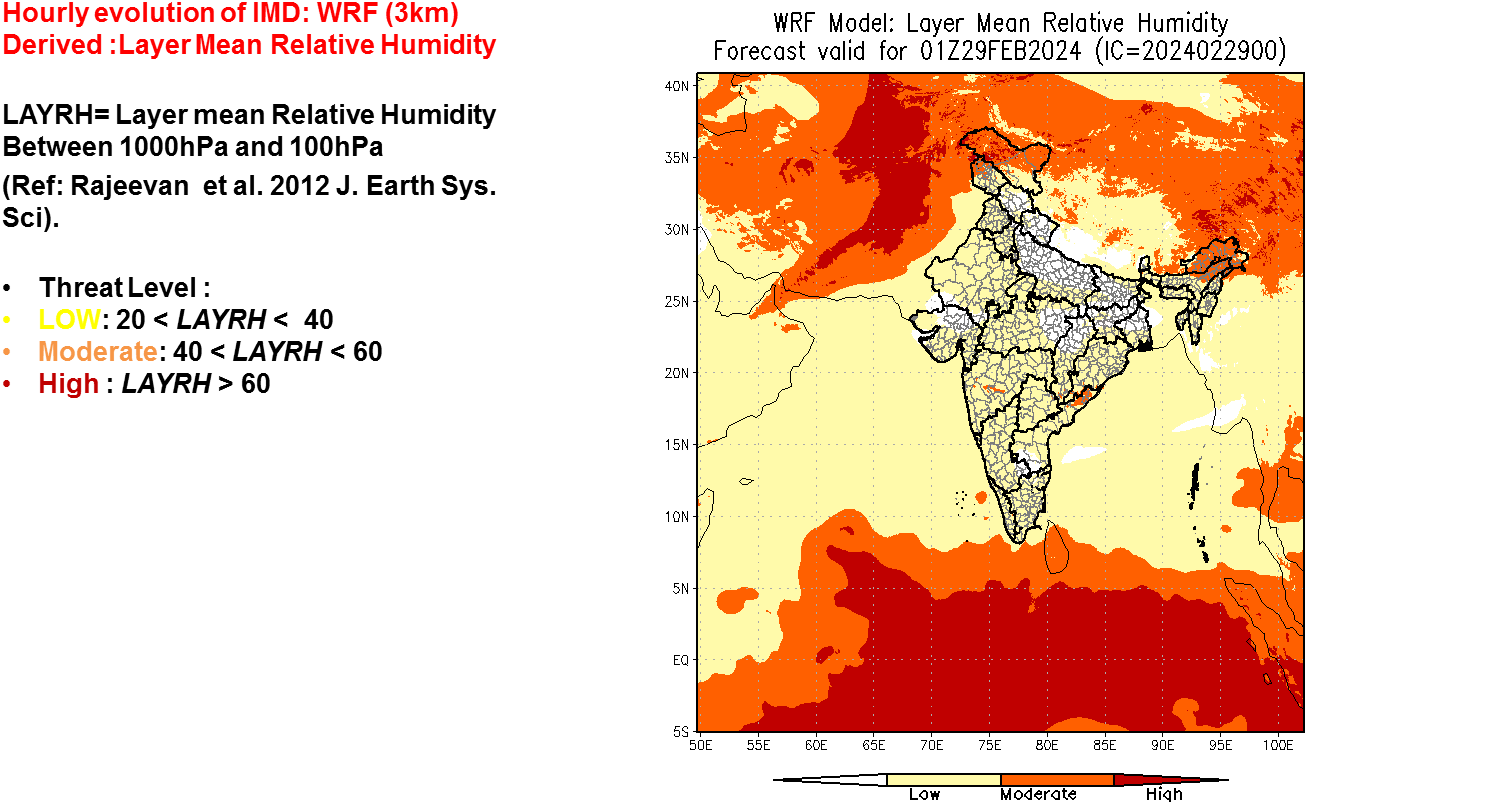 Hourly evolution of IMD: WRF (3km)
Derived :Layer Mean Relative Humidity
LAYRH= Layer mean Relative Humidity
Between 1000hPa and 100hPa
(Ref: Rajeevan et al. 2012 J. Earth Sys.
Sci).
• Threat Level :
• LOW: 20 < LAYRH < 40
• Moderate: 40 < LAYRH < 60
• High : LAYRH > 60
WRF Model: Layer Mean Relative Humidity
Forecast valid for 01Z29FEB2024 (IC=2024022900)
40N
35N
30N
25N
20N
15N
10N
5N
EQ
5S
50E 55E 60E 65E 70E 75E 80E 85E 90E 95E 100E
Low Moderate High